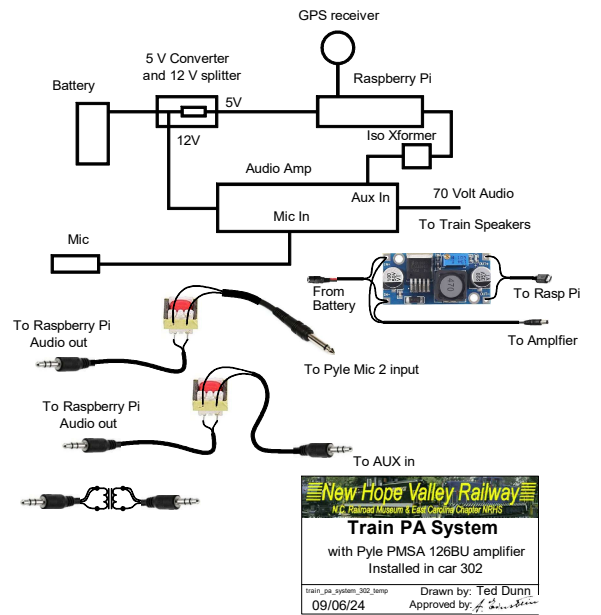 GPS receiver
5 V Converter
and 12 V splitter
Raspberry Pi
Battery
5V
Iso Xformer
12V
Audio Amp
Aux In
70 Volt Audio
Mic In
To Train Speakers
Mic
From
Battery
To Rasp Pi
To Raspberry Pi
Audio out
To Amplfier
To Pyle Mic 2 input
To Raspberry Pi
Audio out
To AUX in
New Hope Valley Railway
N.C. Railroad Museum & East Carolina Chapter NRHS
Train PA System
with Pyle PMSA 126BU amplifier
Installed in car 302
train_pa_system_302_temp
Drawn by: Ted Dunn
09/06/24
Approved by: A. Einstein